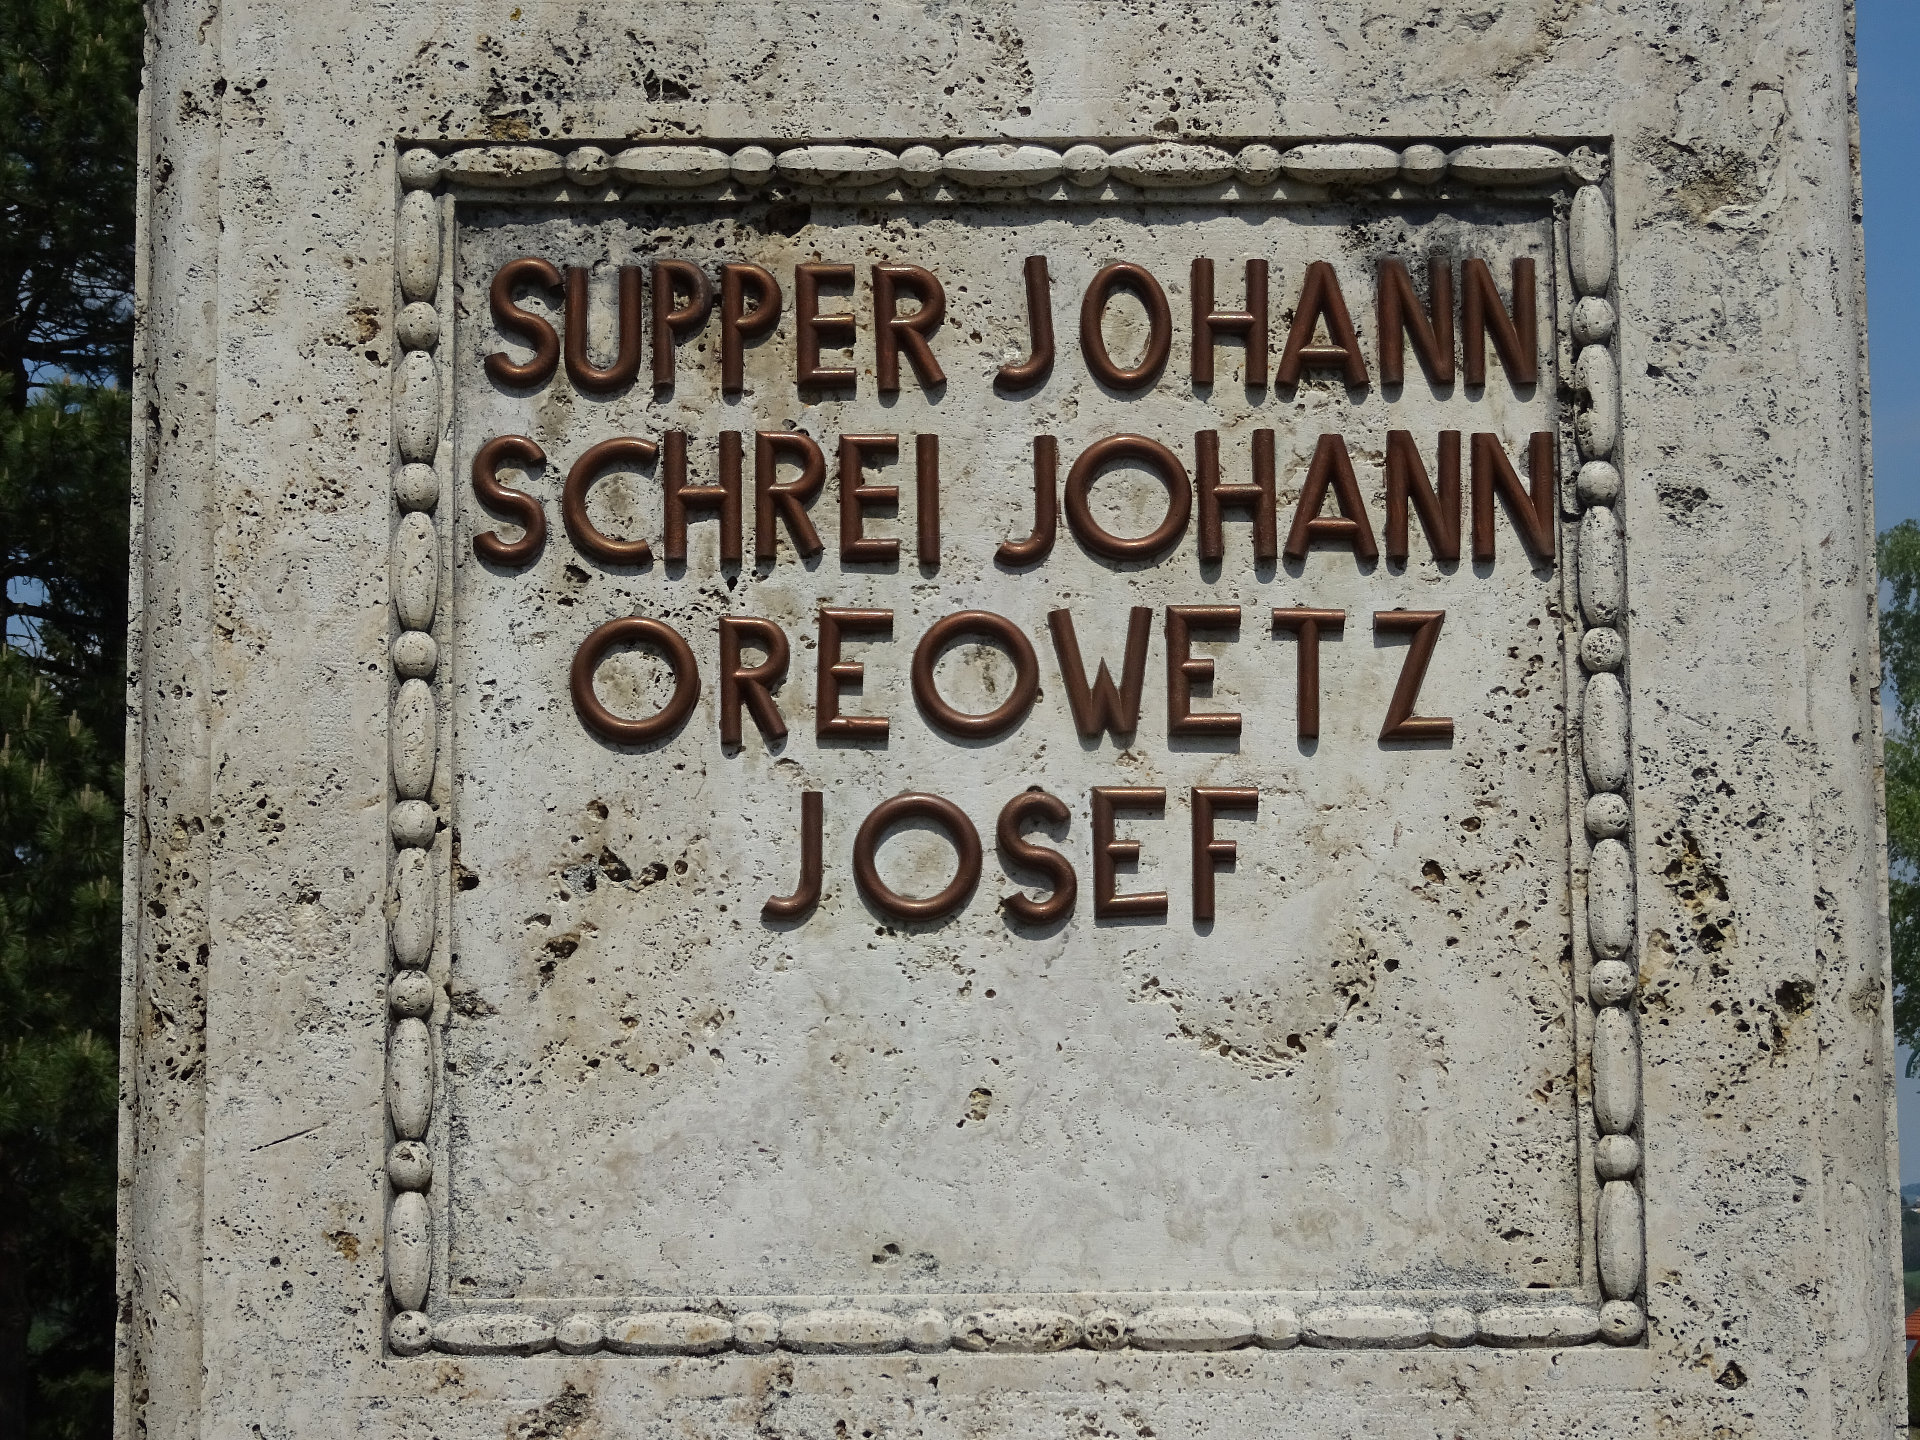 SUPPER JOHANN
SCHREI JOHANN
OREOWETZ
JOSEF